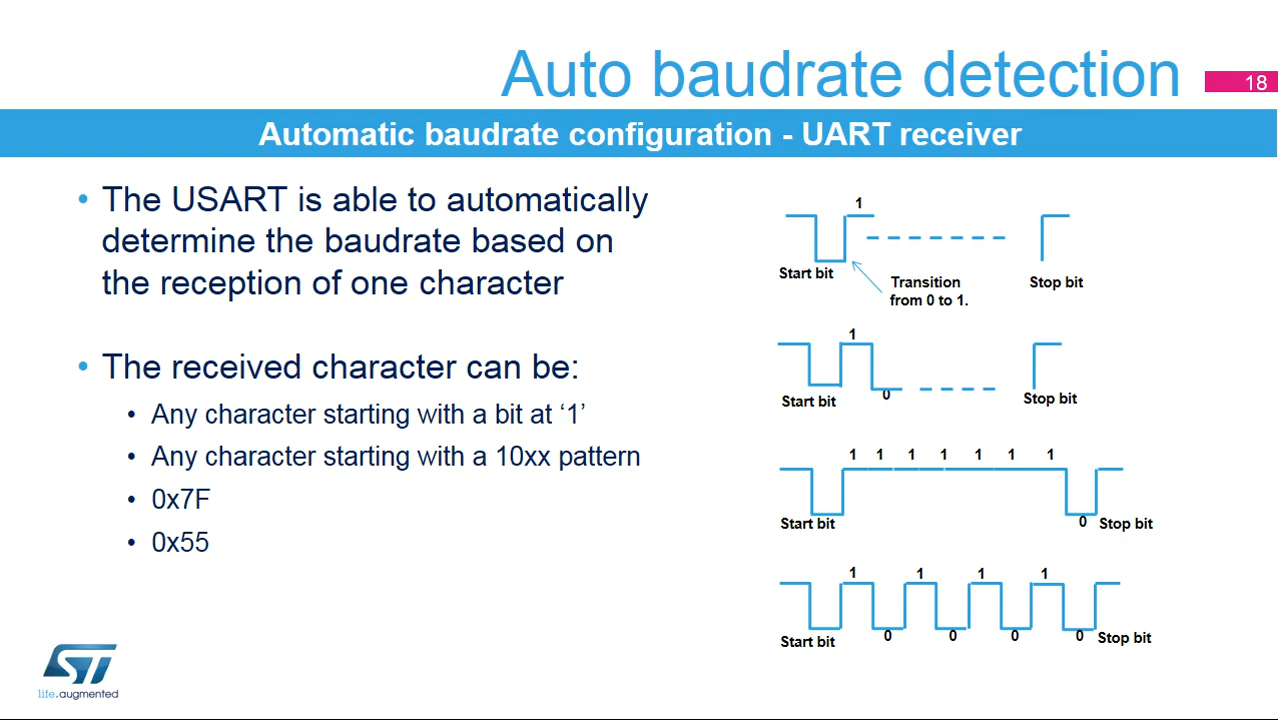 Auto baudrate detection
18
Automatic baudrate configuration - UART receiver
• The USART is able to automatically
determine the baudrate based on
the reception of one character
• The received character can be:
• Any character starting with a bit at ‘1’
• Any character starting with a 10xx pattern
• 0x7F
• 0x55
1
Start bit
Transition
from 0 to 1.
Stop bit
1
Start bit
0
Stop bit
1 1 1 1 1 1 1
Start bit
0
Stop bit
1 1 1 1
Start bit
0 0 0 0
Stop bit
ST
life.augmented